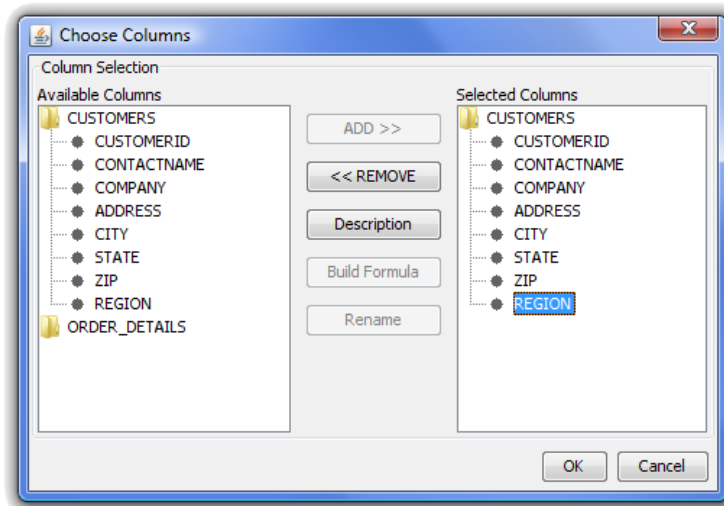 Choose Columns
Column Selection
Available Columns
CUSTOMERS
CUSTOMERID
CONTACTNAME
COMPANY
ADDRESS
CITY
STATE
ZIP
REGION
ORDER_DETAILS
ADD >>
<< REMOVE
Description
Build Formula
Rename
Selected Columns
CUSTOMERS
CUSTOMERID
CONTACTNAME
COMPANY
ADDRESS
CITY
STATE
ZIP
REGION
OK
Cancel